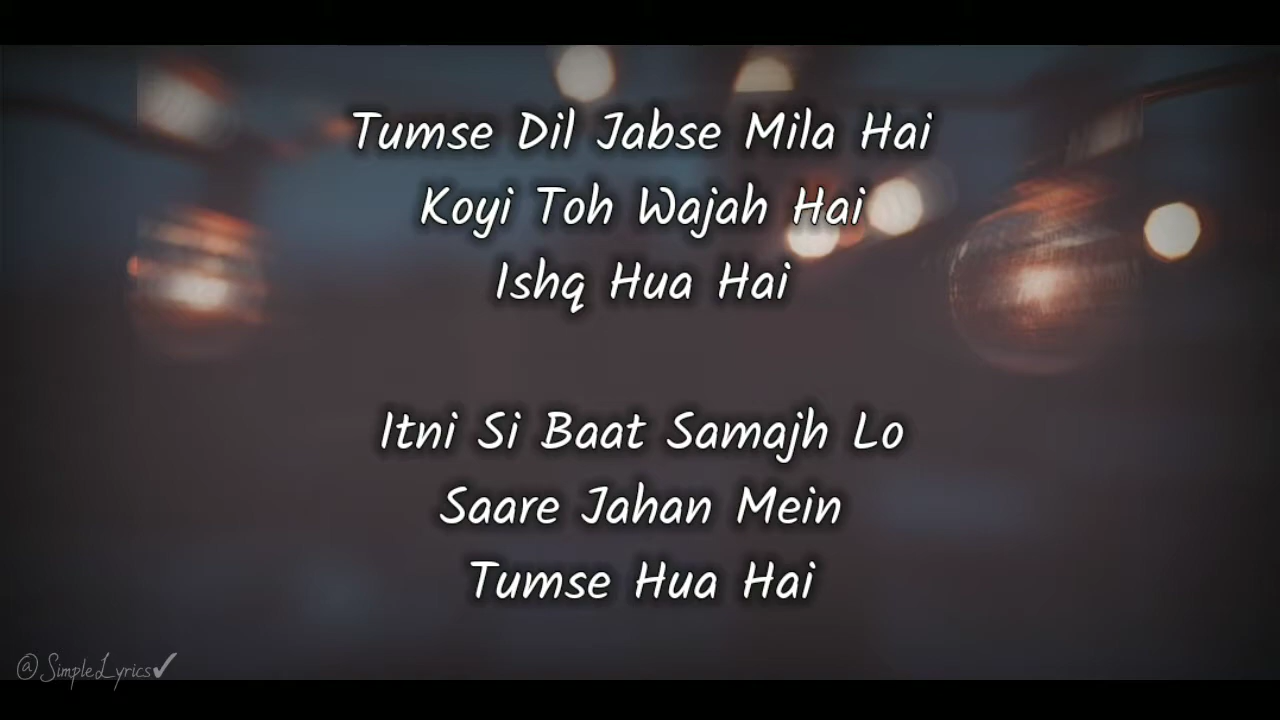 Tumse Dil Jabse Mila Hai
Koyi Toh Wajah Hai
Ishq Hua Hai
Itni Si Baat Samajh Lo
Saare Jahan Mein
Tumse Hua Hai
@SimpleLyrics✓